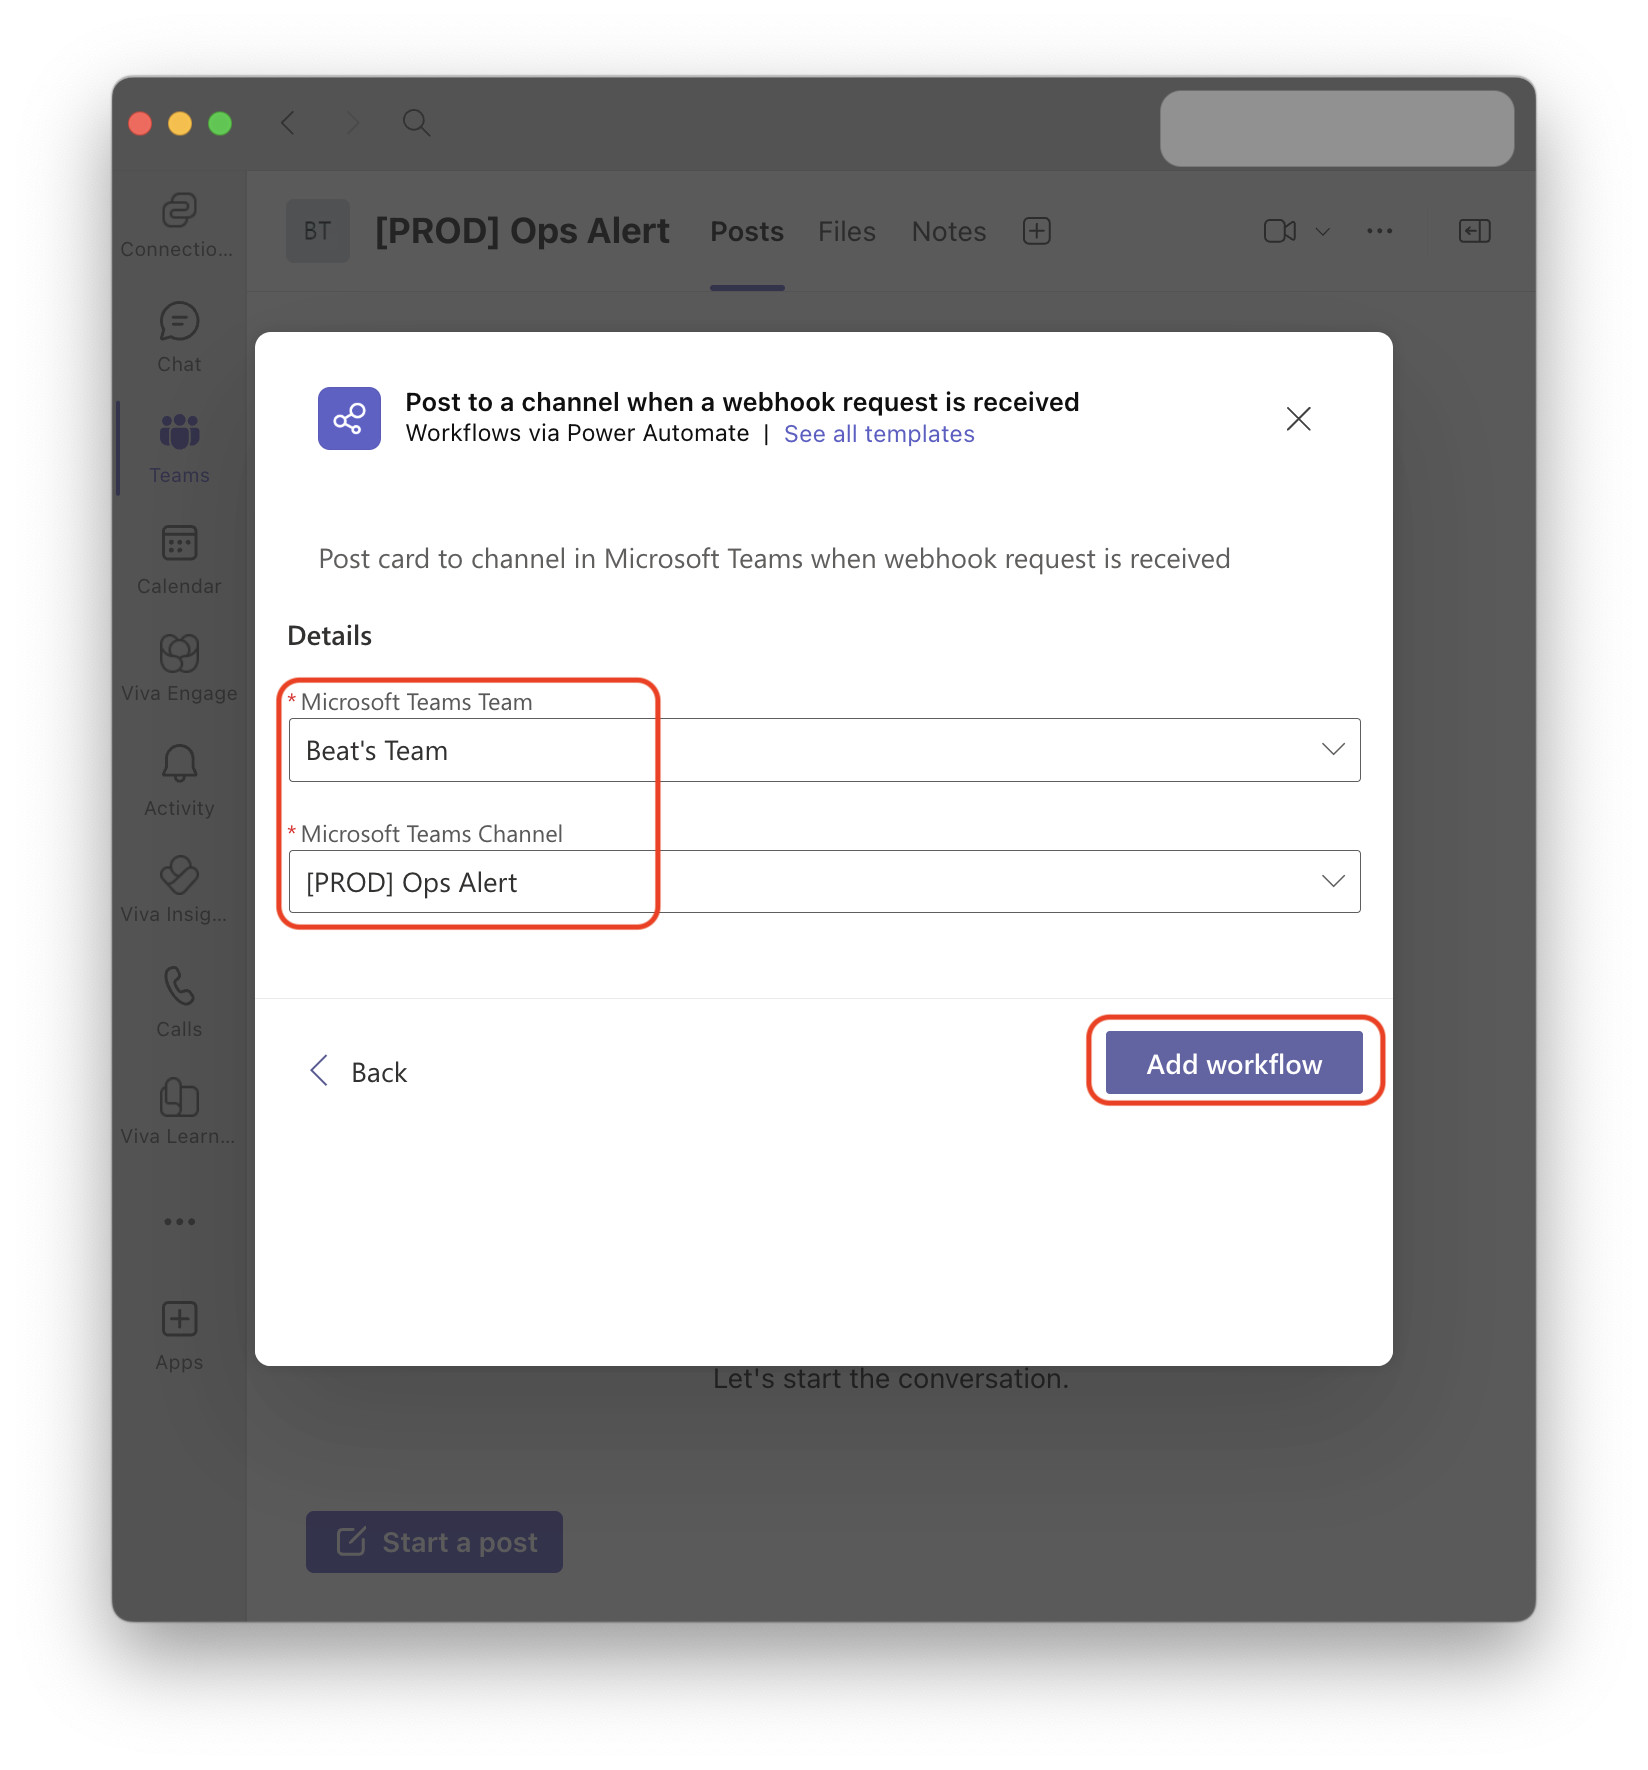 BT
[PROD] Ops Alert
Posts
Files
Notes
Connectio...
Chat
Teams
Calendar
Viva Engage
Activity
Viva Insig...
Calls
Viva Learn...
Apps
Post to a channel when a webhook request is received
Workflows via Power Automate | See all templates
Post card to channel in Microsoft Teams when webhook request is received
Details
* Microsoft Teams Team
Beat's Team
* Microsoft Teams Channel
[PROD] Ops Alert
Back
Add workflow
Let's start the conversation.
Start a post